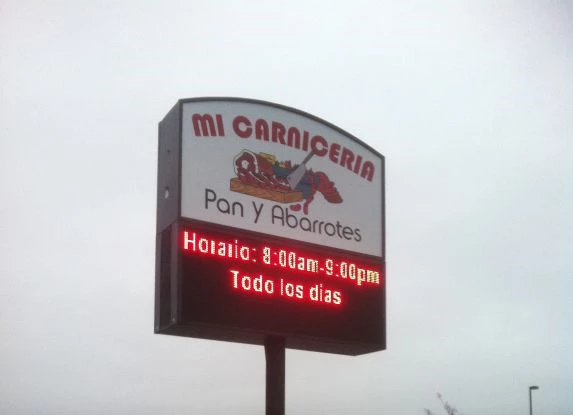 MI CARNICERIA
Pan Y Abarrotes
Horario: 8:00am-9:00pm
Todo los dias